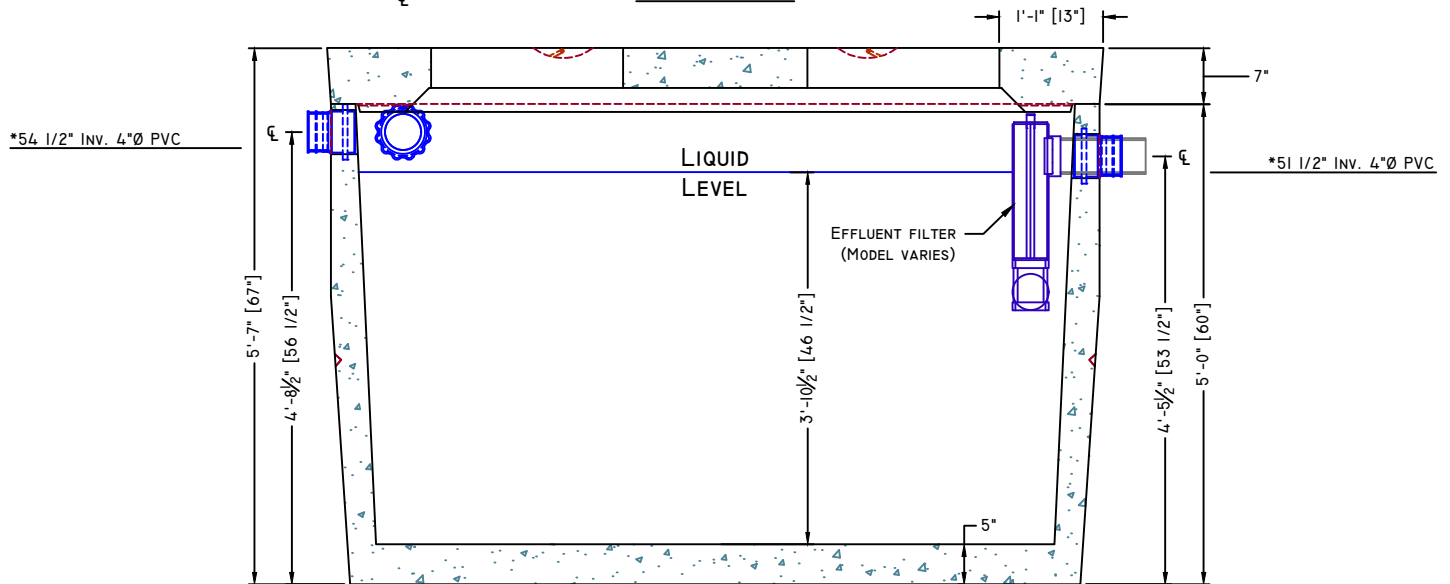 ℄
1'-1" [13"]
7"
*54 1/2" Inv. 4"Ø PVC
℄
LIQUID
LEVEL
℄
*51 1/2" Inv. 4"Ø PVC
EFFLUENT FILTER
(MODEL VARIES)
5'-7" [67"]
4'-8½" [56 1/2"]
3'-10½" [46 1/2"]
4'-5½" [53 1/2"]
5'-0" [60"]
5"